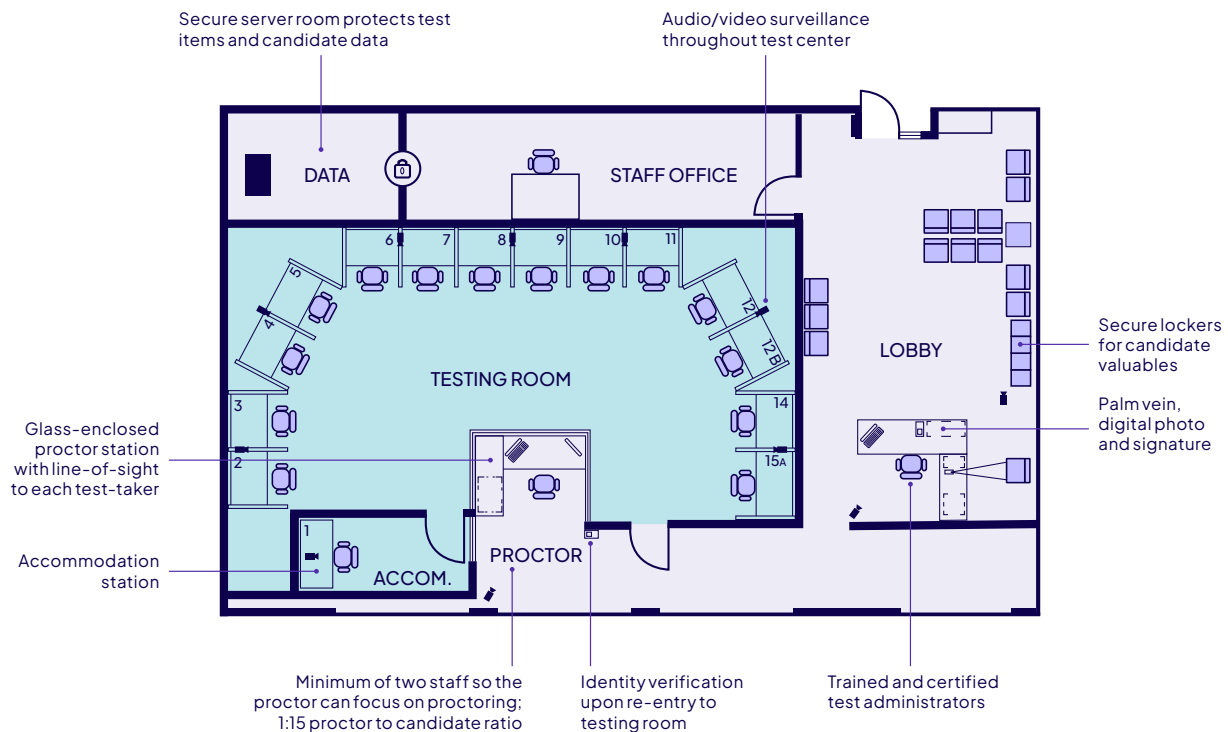 Secure server room protects test
items and candidate data
Audio/video surveillance
throughout test center
DATA
0
STAFF OFFICE
6
7
8
9
10
11
5
4
12
12 B
3
2
14
15A
TESTING ROOM
LOBBY
Secure lockers
for candidate
valuables
Palm vein,
digital photo
and signature
Glass-enclosed
proctor station
with line-of-sight
to each test-taker
1
ACCOM.
PROCTOR
Accommodation
station
Minimum of two staff so the
proctor can focus on proctoring;
1:15 proctor to candidate ratio
Identity verification
upon re-entry to
testing room
Trained and certified
test administrators